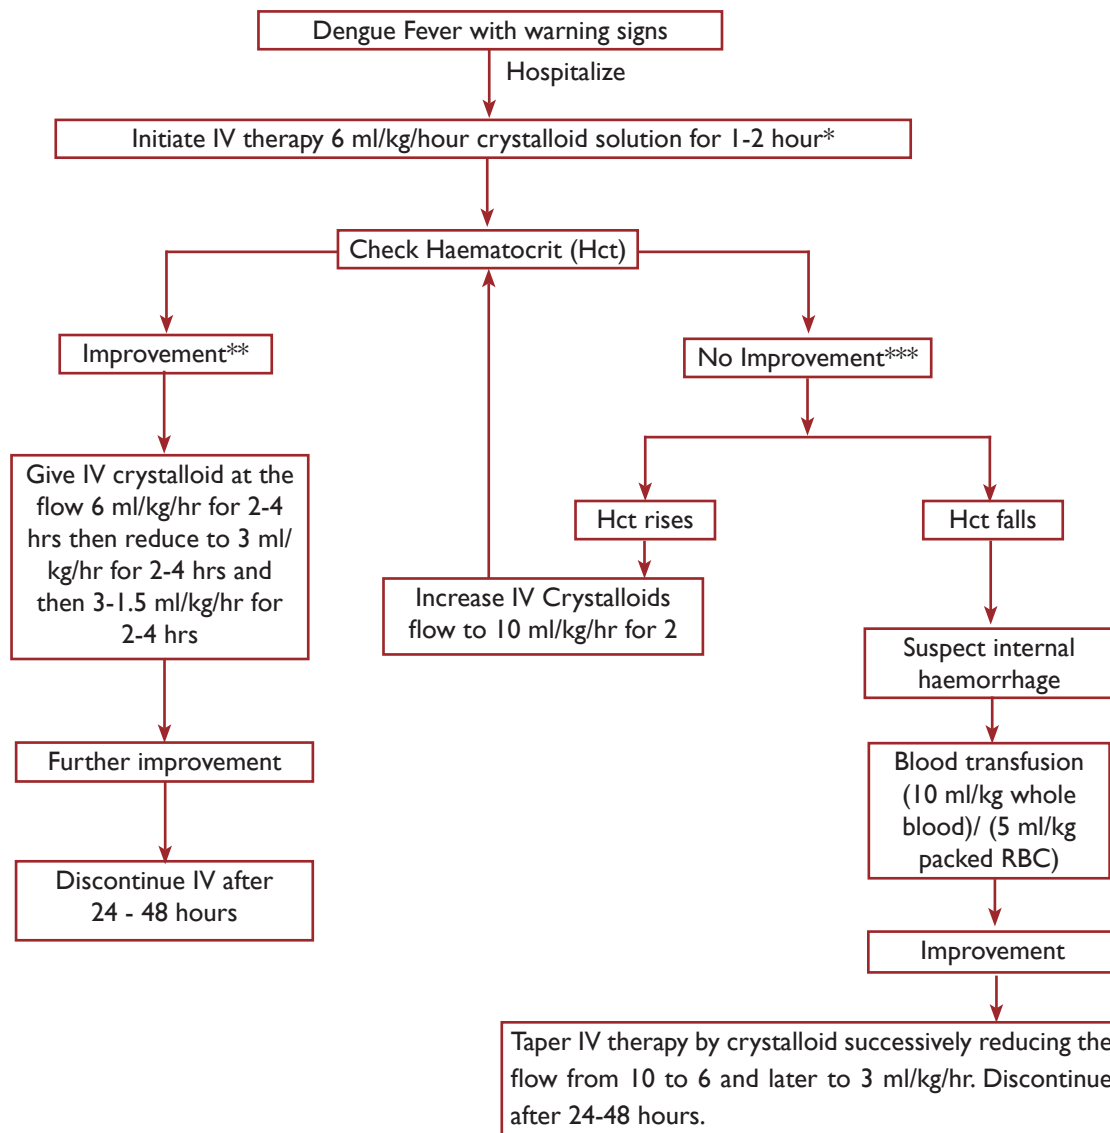 Dengue Fever with warning signs
Hospitalize
Initiate IV therapy 6 ml/kg/hour crystalloid solution for 1-2 hour*
Check Haematocrit (Hct)
Improvement**
No Improvement***
Give IV crystalloid at the
flow 6 ml/kg/hr for 2-4
hrs then reduce to 3 ml/
kg/hr for 2-4 hrs and
then 3-1.5 ml/kg/hr for
2-4 hrs
Hct rises
Hct falls
Increase IV Crystalloids
flow to 10 ml/kg/hr for 2
Suspect internal
haemorrhage
Further improvement
Blood transfusion
(10 ml/kg whole
blood)/ (5 ml/kg
packed RBC)
Discontinue IV after
24 - 48 hours
Improvement
Taper IV therapy by crystalloid successively reducing the
flow from 10 to 6 and later to 3 ml/kg/hr. Discontinue
after 24-48 hours.